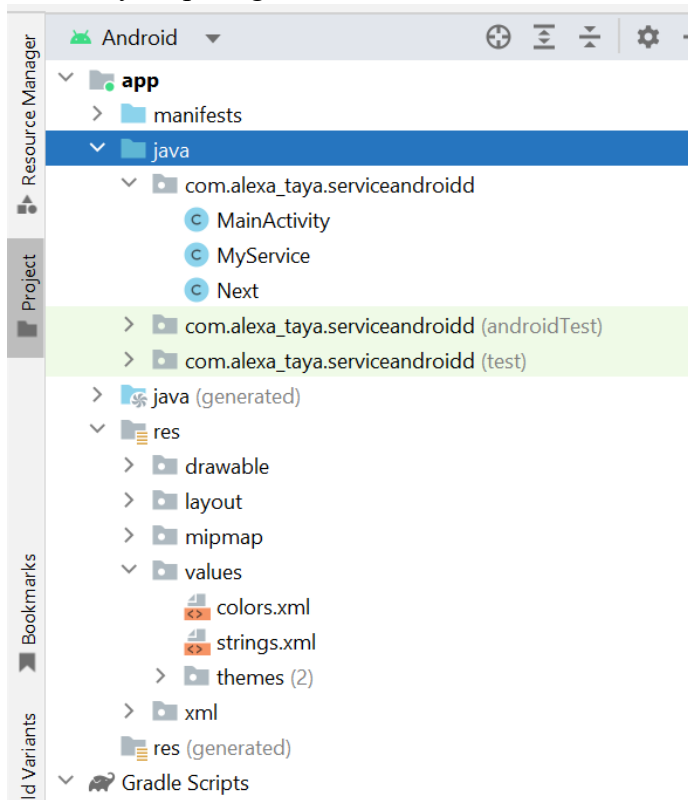 Android
app
manifests
java
com.alexa_taya.serviceandroidd
MainActivity
MyService
Next
com.alexa_taya.serviceandroidd (androidTest)
com.alexa_taya.serviceandroidd (test)
java (generated)
res
drawable
layout
mipmap
values
colors.xml
strings.xml
themes (2)
xml
res (generated)
Gradle Scripts
Resource Manager
Project
Bookmarks
ld Variants